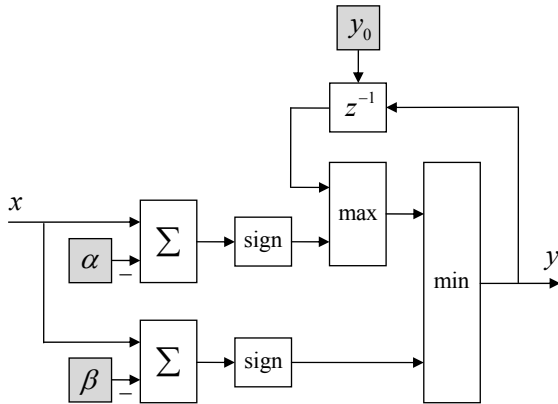 y₀
z⁻¹
x
max
∑
sign
α
−
y
min
∑
sign
β
−